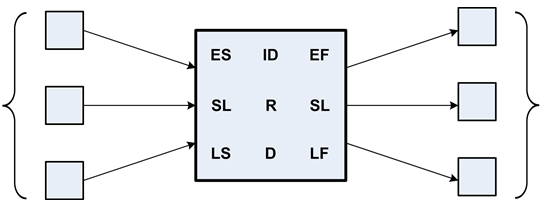 ES ID EF
SL R SL
LS D LF